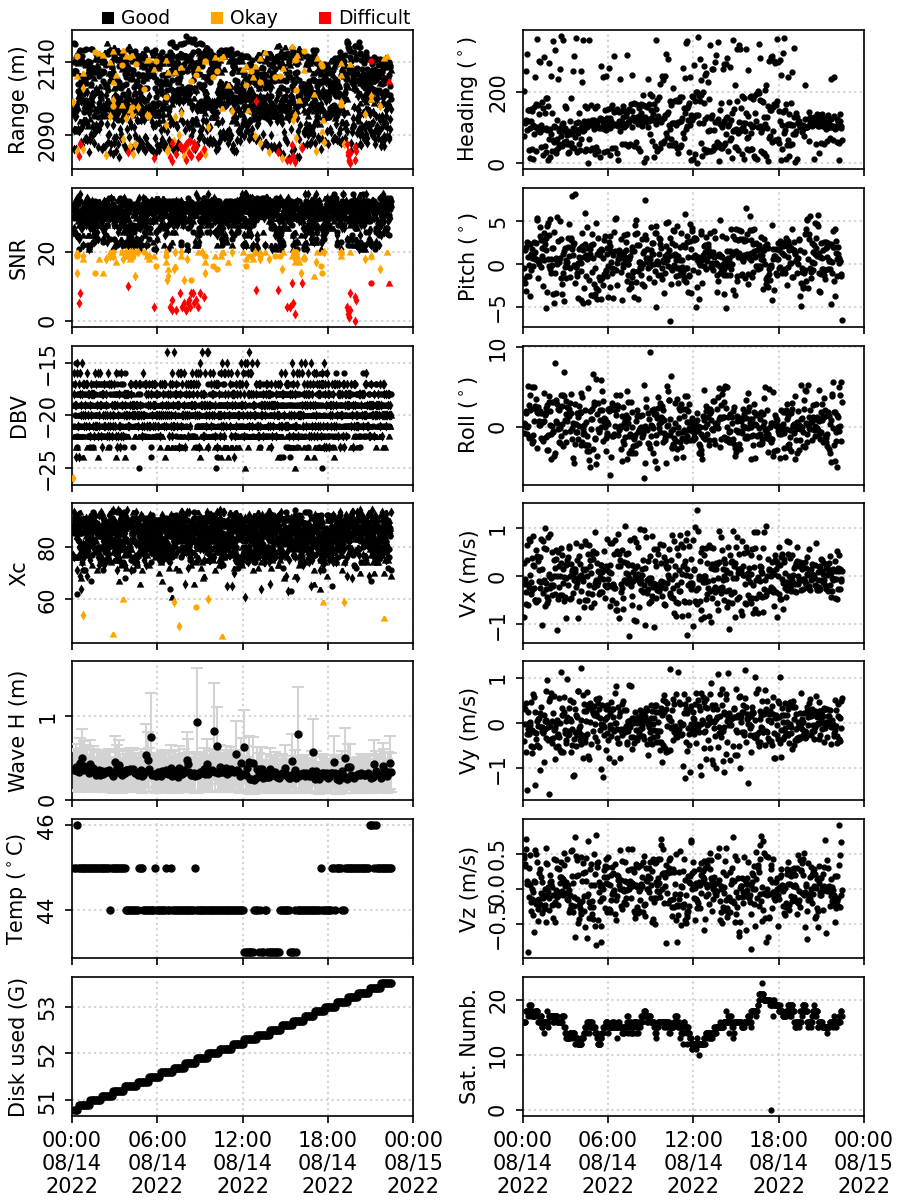 Good Okay Difficult
Range (m)
2140
2090
Heading (°)
200
0
SNR
20
0
Pitch (°)
5
0
−5
DBV
−15
−20
−25
Roll (°)
10
0
Xc
80
60
Vx (m/s)
1
0
−1
Wave H (m)
1
0
Vy (m/s)
1
0
−1
Temp (°C)
46
44
Vz (m/s)
0.5
0.0
−0.5
Disk used (G)
53
52
51
Sat. Numb.
20
10
0
00:00 06:00 12:00 18:00 00:00
08/14 08/14 08/14 08/14 08/15
2022 2022 2022 2022 2022
00:00 06:00 12:00 18:00 00:00
08/14 08/14 08/14 08/14 08/15
2022 2022 2022 2022 2022